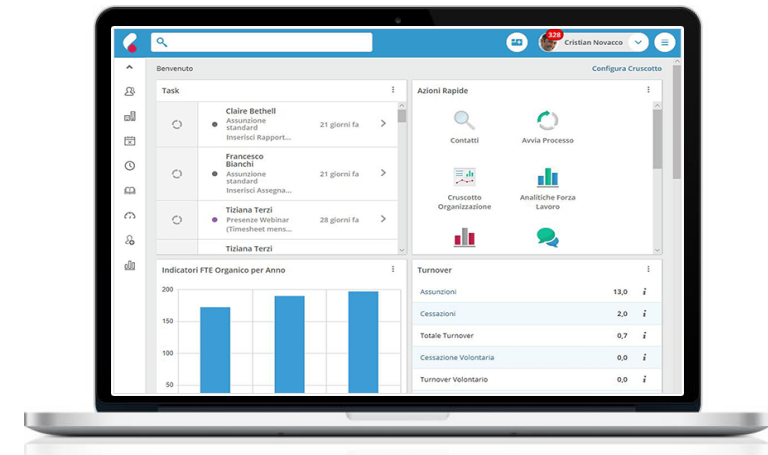 328
Cristian Novacco
Benvenuto
Configura Cruscotto
Task
Claire Bethell
Assunzione
standard
Inserisci Rapport...
21 giorni fa
Francesco
Bianchi
Assunzione
standard
Inserisci Assegna...
21 giorni fa
Tiziana Terzi
Presenze Webinar
(Timesheet mens...
28 giorni fa
Tiziana Terzi
Azioni Rapide
Contatti
Avvia Processo
Cruscotto
Organizzazione
Analitiche Forza
Lavoro
Indicatori FTE Organico per Anno
200
150
100
50
Turnover
Assunzioni 13,0 i
Cessazioni 2,0 i
Totale Turnover 0,7 i
Cessazione Volontaria 0,0 i
Turnover Volontario 0,0 i